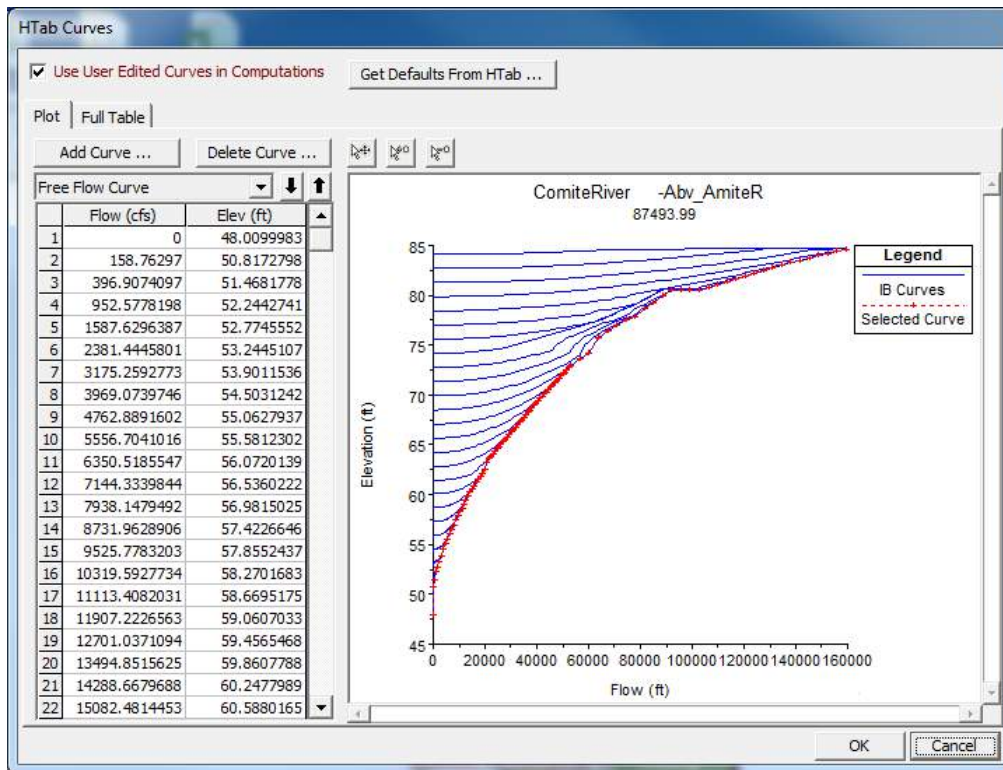 HTab Curves
Use User Edited Curves in Computations
Get Defaults From HTab ...
Plot Full Table
Add Curve ... Delete Curve ...
Free Flow Curve
Flow (cfs) Elev (ft)
1 0 48.0099983
2 158.76297 50.8172798
3 396.9074097 51.4681778
4 952.5778198 52.2442741
5 1587.6296387 52.7745552
6 2381.4445801 53.2445107
7 3175.2592773 53.9011536
8 3969.0739746 54.5031242
9 4762.8891602 55.0627937
10 5556.7041016 55.5812302
11 6350.5185547 56.0720139
12 7144.3339844 56.5360222
13 7938.1479492 56.9815025
14 8731.9628906 57.4226646
15 9525.7783203 57.8552437
16 10319.5927734 58.2701683
17 11113.4082031 58.6695175
18 11907.2226563 59.0607033
19 12701.0371094 59.4565468
20 13494.8515625 59.8607788
21 14288.6679688 60.2477989
22 15082.4814453 60.5880165
ComiteRiver -Abv_AmiteR
87493.99
85
80
75
70
65
60
55
50
45
Elevation (ft)
0 20000 40000 60000 80000 100000 120000 140000 160000
Flow (ft)
Legend
IB Curves
Selected Curve
OK Cancel